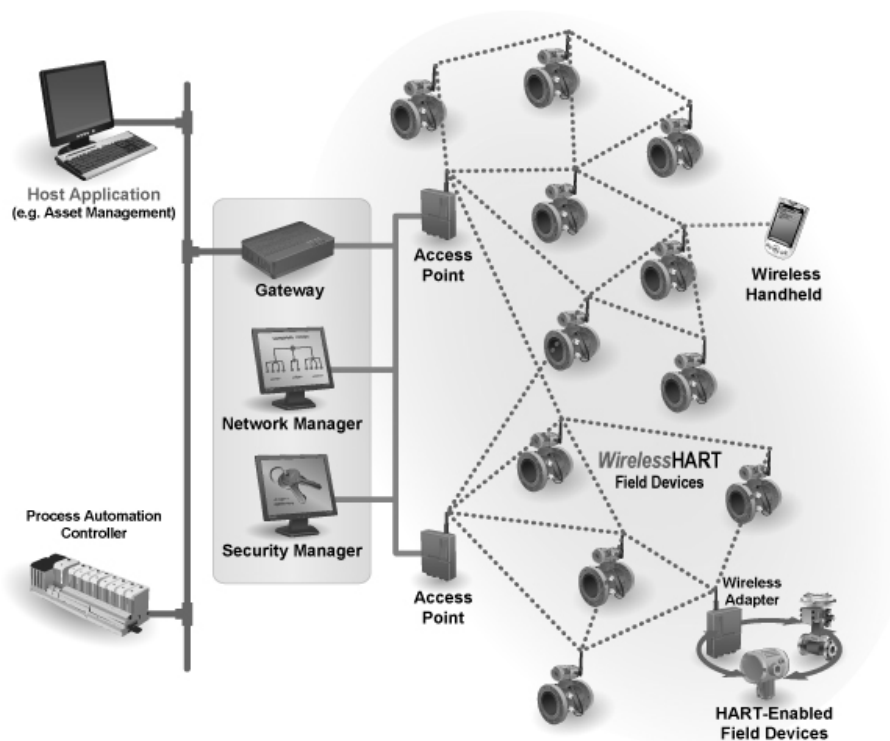 Host Application
(e.g. Asset Management)
Gateway
Network Manager
Security Manager
Process Automation
Controller
Access
Point
Access
Point
Wireless
Handheld
WirelessHART
Field Devices
Wireless
Adapter
HART-Enabled
Field Devices